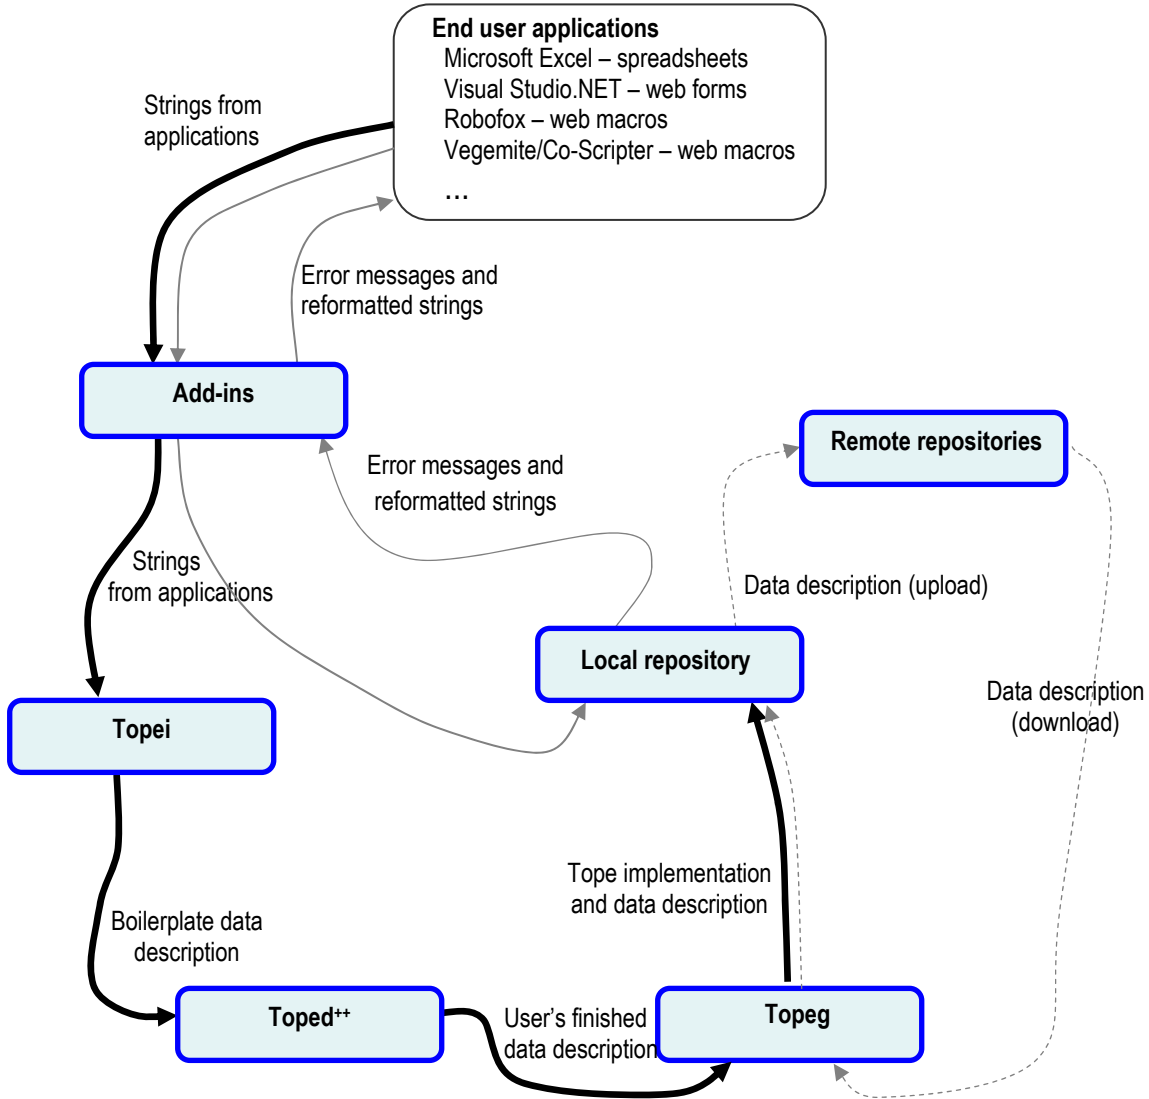 End user applications
Microsoft Excel – spreadsheets
Visual Studio.NET – web forms
Robofox – web macros
Vegemite/Co-Scripter – web macros
…
Strings from
applications
Error messages and
reformatted strings
Add-ins
Remote repositories
Error messages and
reformatted strings
Strings
from applications
Data description (upload)
Local repository
Data description
(download)
Topei
Tope implementation
and data description
Boilerplate data
description
Toped++
User’s finished
data description
Topeg